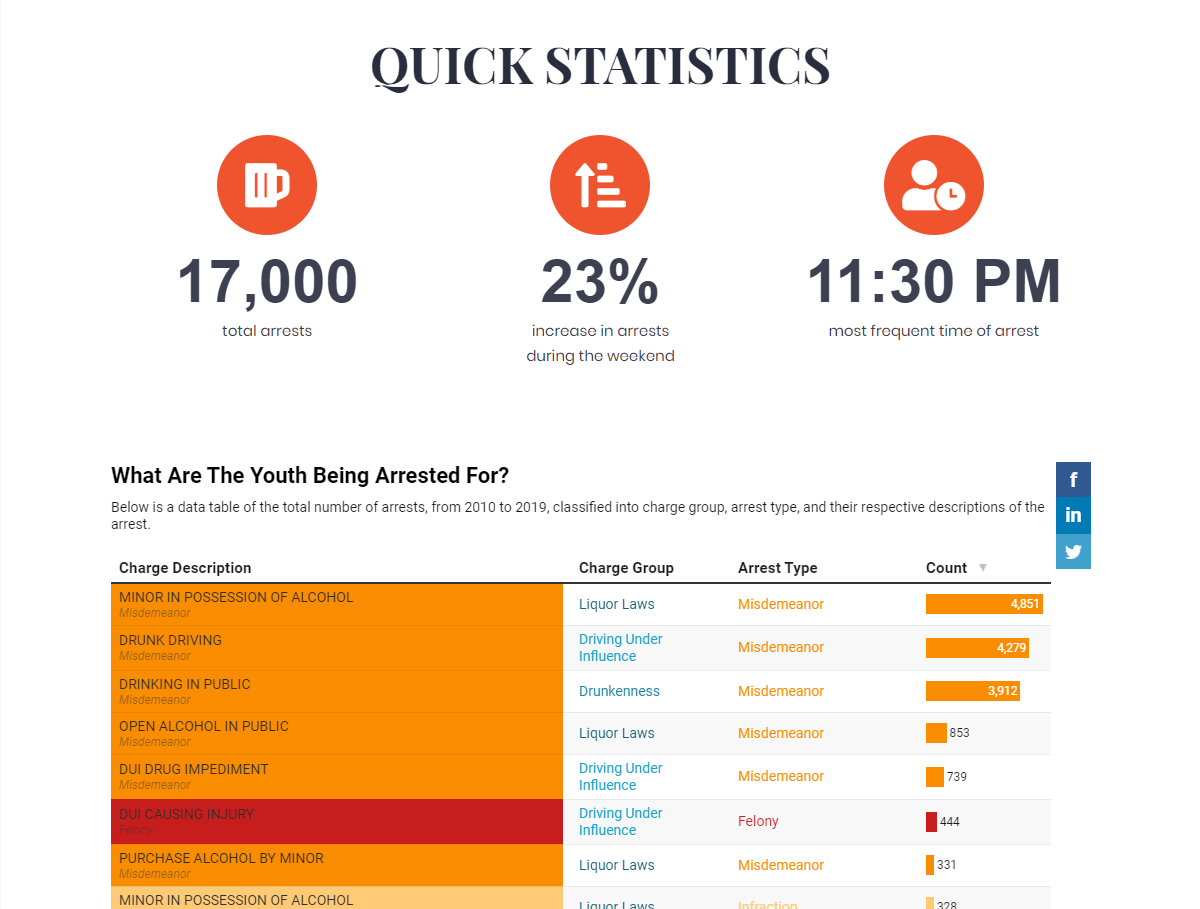 QUICK STATISTICS
17,000
total arrests
23%
increase in arrests
during the weekend
11:30 PM
most frequent time of arrest
What Are The Youth Being Arrested For?
Below is a data table of the total number of arrests, from 2010 to 2019, classified into charge group, arrest type, and their respective descriptions of the
arrest.
f
in
Charge Description Charge Group Arrest Type Count
MINOR IN POSSESSION OF ALCOHOL
Misdemeanor
Liquor Laws Misdemeanor 4,851
DRUNK DRIVING
Misdemeanor
Driving Under
Influence
Misdemeanor 4,279
DRINKING IN PUBLIC
Misdemeanor
Drunkenness Misdemeanor 3,912
OPEN ALCOHOL IN PUBLIC
Misdemeanor
Liquor Laws Misdemeanor 853
DUI DRUG IMPEDIMENT
Misdemeanor
Driving Under
Influence
Misdemeanor 739
DUI CAUSING INJURY
Felony
Driving Under
Influence
Felony 444
PURCHASE ALCOHOL BY MINOR
Misdemeanor
Liquor Laws Misdemeanor 331
MINOR IN POSSESSION OF ALCOHOL
Liquor Laws Infraction 328